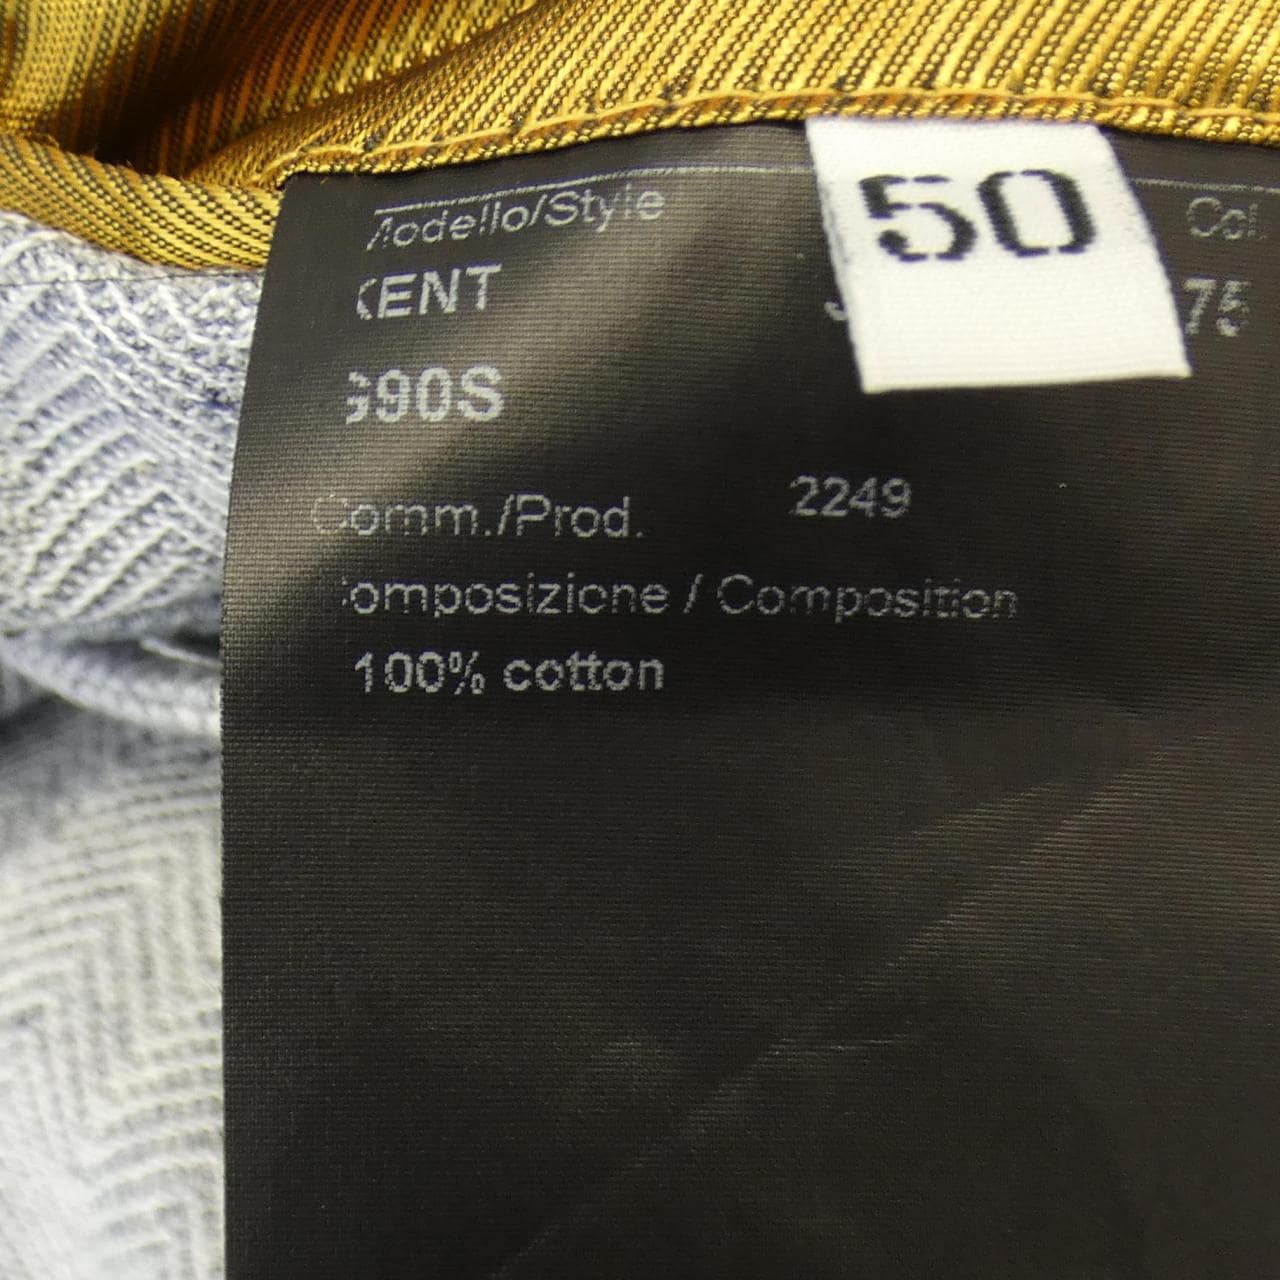 Modello/Style Col.
KENT 75
G90S
50
Comm./Prod. 2249
Composizione / Composition
100% cotton